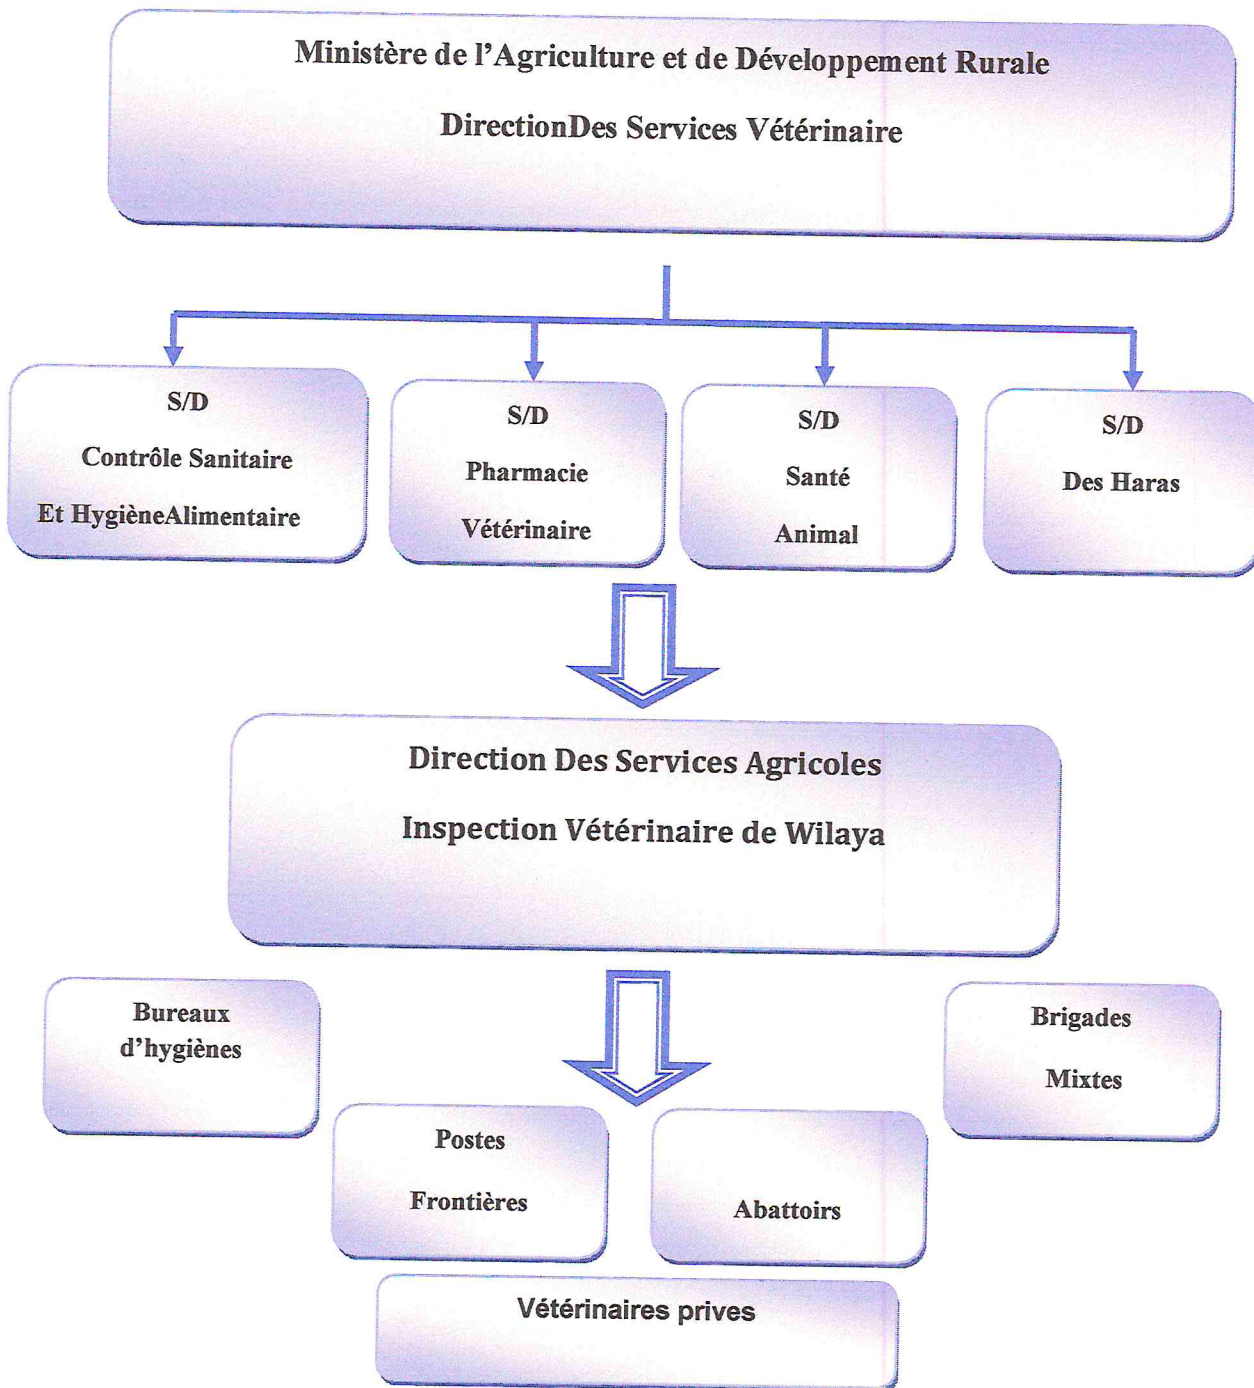 Ministère de l'Agriculture et de Développement Rurale
DirectionDes Services Vétérinaire
S/D
Contrôle Sanitaire
Et HygièneAlimentaire
S/D
Pharmacie
Vétérinaire
S/D
Santé
Animal
S/D
Des Haras
Direction Des Services Agricoles
Inspection Vétérinaire de Wilaya
Bureaux
d'hygiènes
Postes
Frontières
Abattoirs
Brigades
Mixtes
Vétérinaires prives